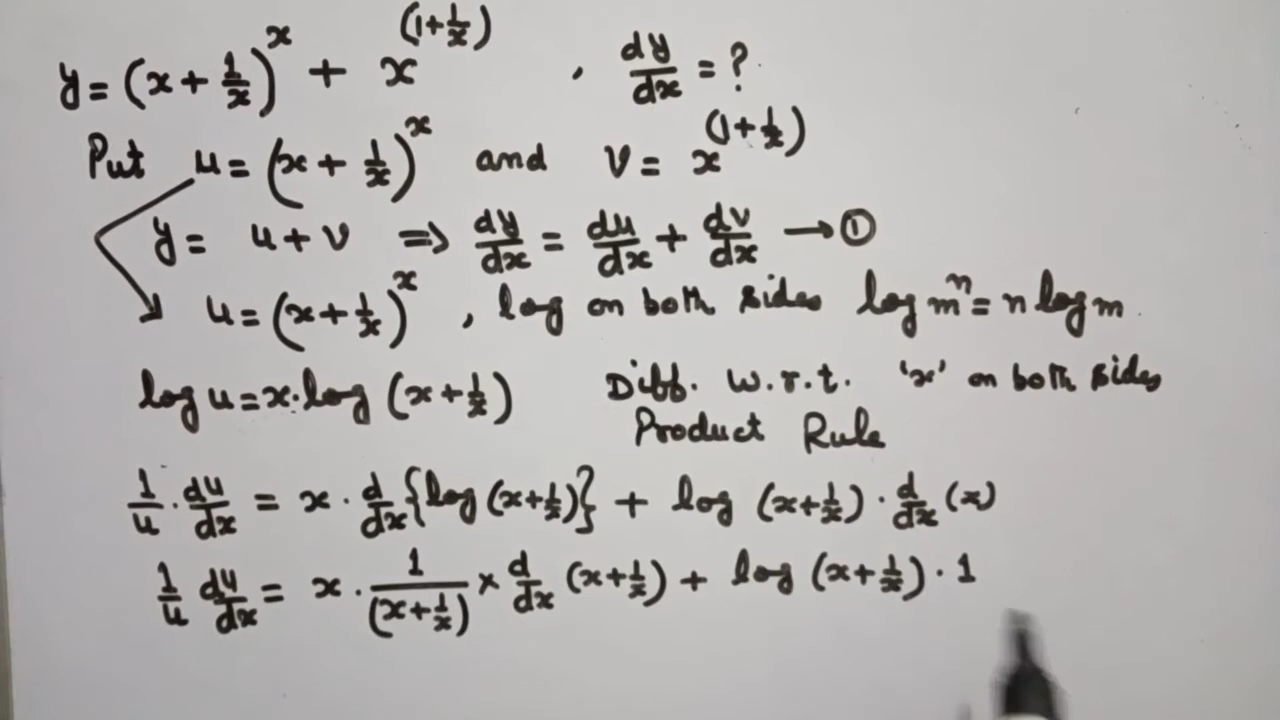 y = (x + 1/x)^x + x^(1 + 1/x) , dy/dx = ?
Put u = (x + 1/x)^x and v = x^(1 + 1/x)
y = u + v ⇒ dy/dx = du/dx + dv/dx → ①
u = (x + 1/x)^x , log on both sides log m^n = n log m
log u = x · log (x + 1/x) Diff. w.r.t. 'x' on both sides
Product Rule
1/u · du/dx = x · d/dx {log (x + 1/x)} + log (x + 1/x) · d/dx (x)
1/u du/dx = x · 1/(x + 1/x) × d/dx (x + 1/x) + log (x + 1/x) · 1